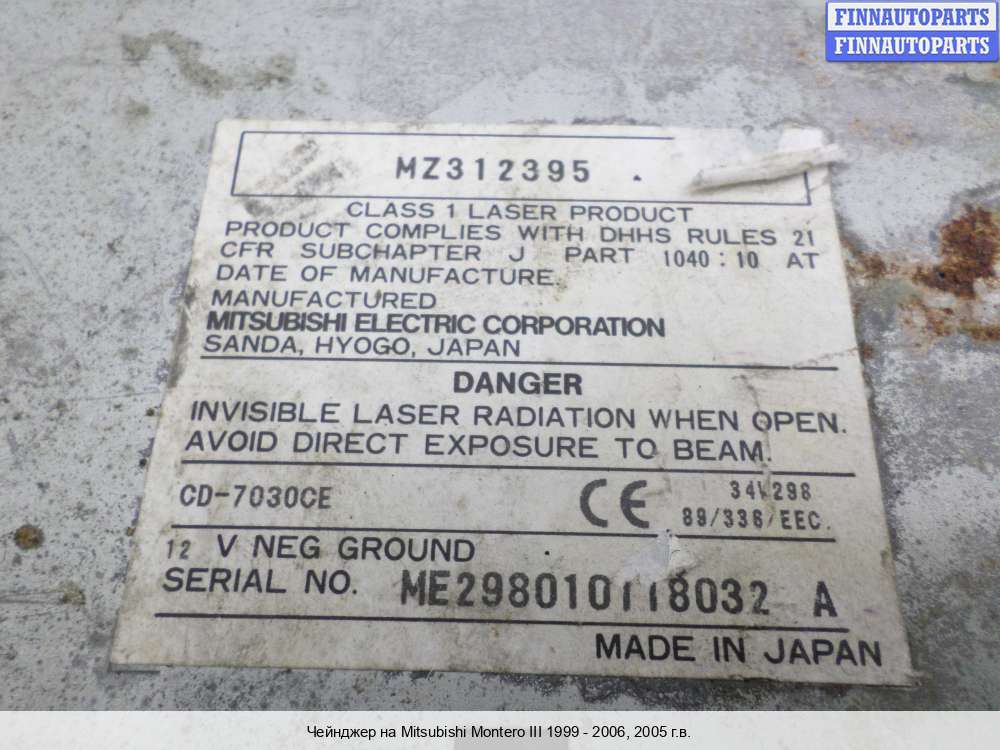 FINNAUTOPARTS
FINNAUTOPARTS
MZ312395
CLASS 1 LASER PRODUCT
PRODUCT COMPLIES WITH DHHS RULES 21
CFR SUBCHAPTER J PART 1040:10 AT
DATE OF MANUFACTURE.
MANUFACTURED
MITSUBISHI ELECTRIC CORPORATION
SANDA, HYOGO, JAPAN
DANGER
INVISIBLE LASER RADIATION WHEN OPEN.
AVOID DIRECT EXPOSURE TO BEAM.
CD-7030CE
CE
89/336/EEC.
12 V NEG GROUND
SERIAL NO. ME298010118032 A
MADE IN JAPAN
Чейнджер на Mitsubishi Montero III 1999 - 2006, 2005 г.в.